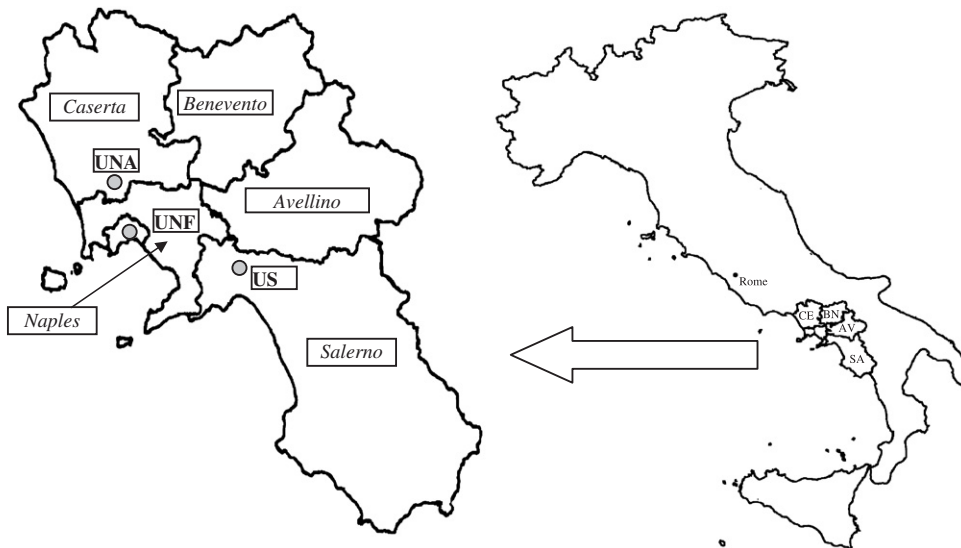 Caserta
Benevento
UNA
Avellino
UNF
US
Naples
Salerno
Rome
CE
BN
AV
SA